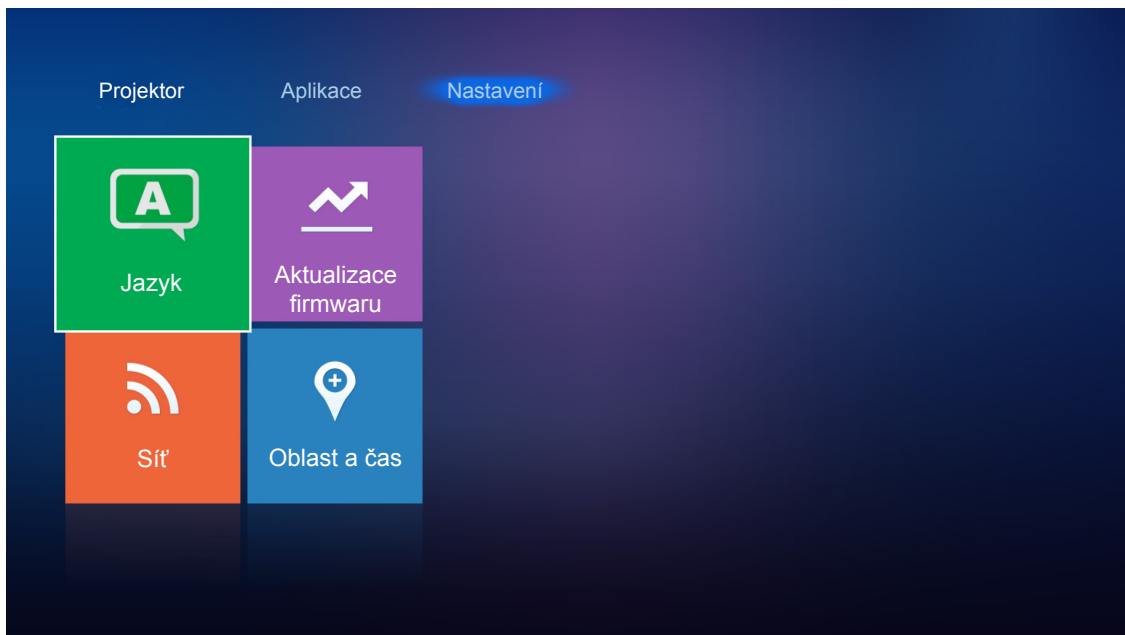 Projektor
Aplikace
Nastavení
A
Jazyk
Aktualizace
firmwaru
Síť
Oblast a čas